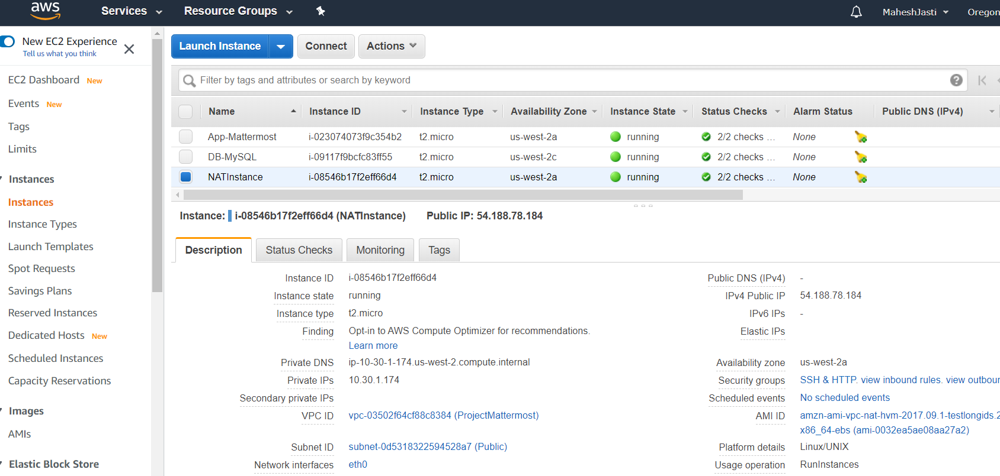 aws Services Resource Groups MaheshJasti Oregon
New EC2 Experience
Tell us what you think
EC2 Dashboard New
Events New
Tags
Limits
Instances
Instances
Instance Types
Launch Templates
Spot Requests
Savings Plans
Reserved Instances
Dedicated Hosts New
Scheduled Instances
Capacity Reservations
Images
AMIs
Elastic Block Store
Launch Instance Connect Actions
Filter by tags and attributes or search by keyword
Name Instance ID Instance Type Availability Zone Instance State Status Checks Alarm Status Public DNS (IPv4)
App-Mattermost i-023074073f9c354b2 t2.micro us-west-2a running 2/2 checks ... None
DB-MySQL i-09117f9bcfc83ff55 t2.micro us-west-2c running 2/2 checks ... None
NATInstance i-08546b17f2eff66d4 t2.micro us-west-2a running 2/2 checks ... None
Instance: i-08546b17f2eff66d4 (NATInstance) Public IP: 54.188.78.184
Description Status Checks Monitoring Tags
Instance ID i-08546b17f2eff66d4 Public DNS (IPv4) -
Instance state running IPv4 Public IP 54.188.78.184
Instance type t2.micro IPv6 IPs -
Finding Opt-in to AWS Compute Optimizer for recommendations. Elastic IPs
Learn more
Private DNS ip-10-30-1-174.us-west-2.compute.internal Availability zone us-west-2a
Private IPs 10.30.1.174 Security groups SSH & HTTP. view inbound rules. view outbou
Secondary private IPs Scheduled events No scheduled events
VPC ID vpc-03502f64cf88c8384 (ProjectMattermost) AMI ID amzn-ami-vpc-nat-hvm-2017.09.1-testlongids.2
x86_64-ebs (ami-0032ea5ae08aa27a2)
Subnet ID subnet-0d5318322594528a7 (Public) Platform details Linux/UNIX
Network interfaces eth0 Usage operation RunInstances